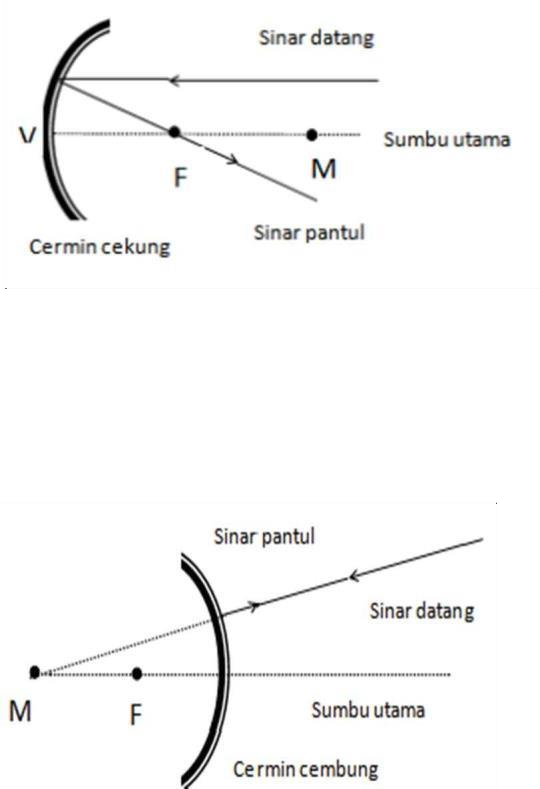 Sinar datang
V
Sumbu utama
F
M
Sinar pantul
Cermin cekung
Sinar pantul
Sinar datang
M
F
Sumbu utama
Cermin cembung